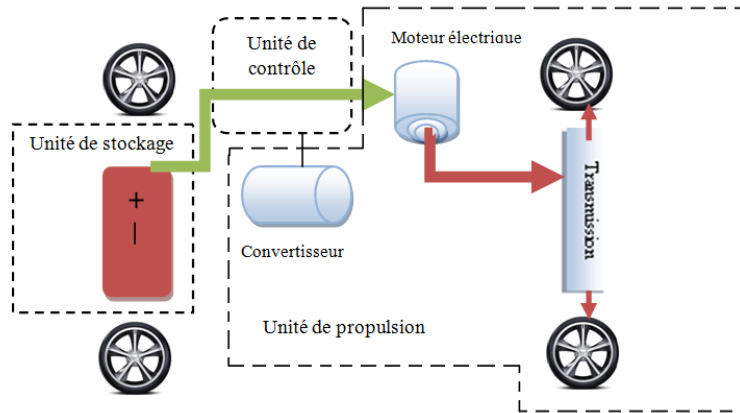 Unité de
contrôle
Moteur électrique
Unité de stockage
+
–
Transmission
Convertisseur
Unité de propulsion